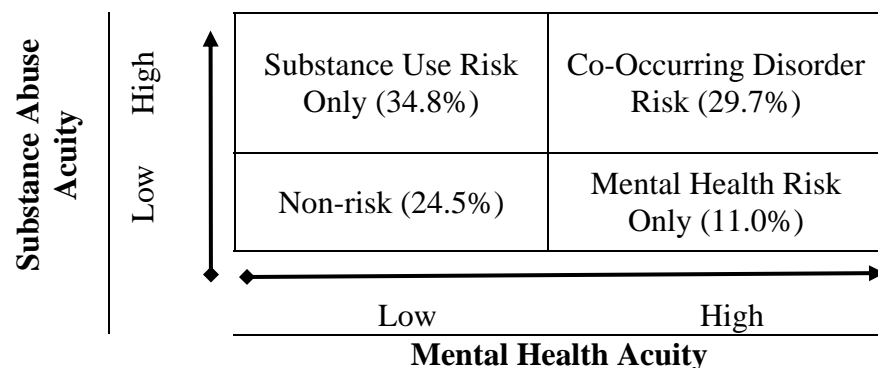 Substance Abuse
Acuity
High
Low
Substance Use Risk
Only (34.8%)
Co-Occurring Disorder
Risk (29.7%)
Non-risk (24.5%)
Mental Health Risk
Only (11.0%)
Low
High
Mental Health Acuity